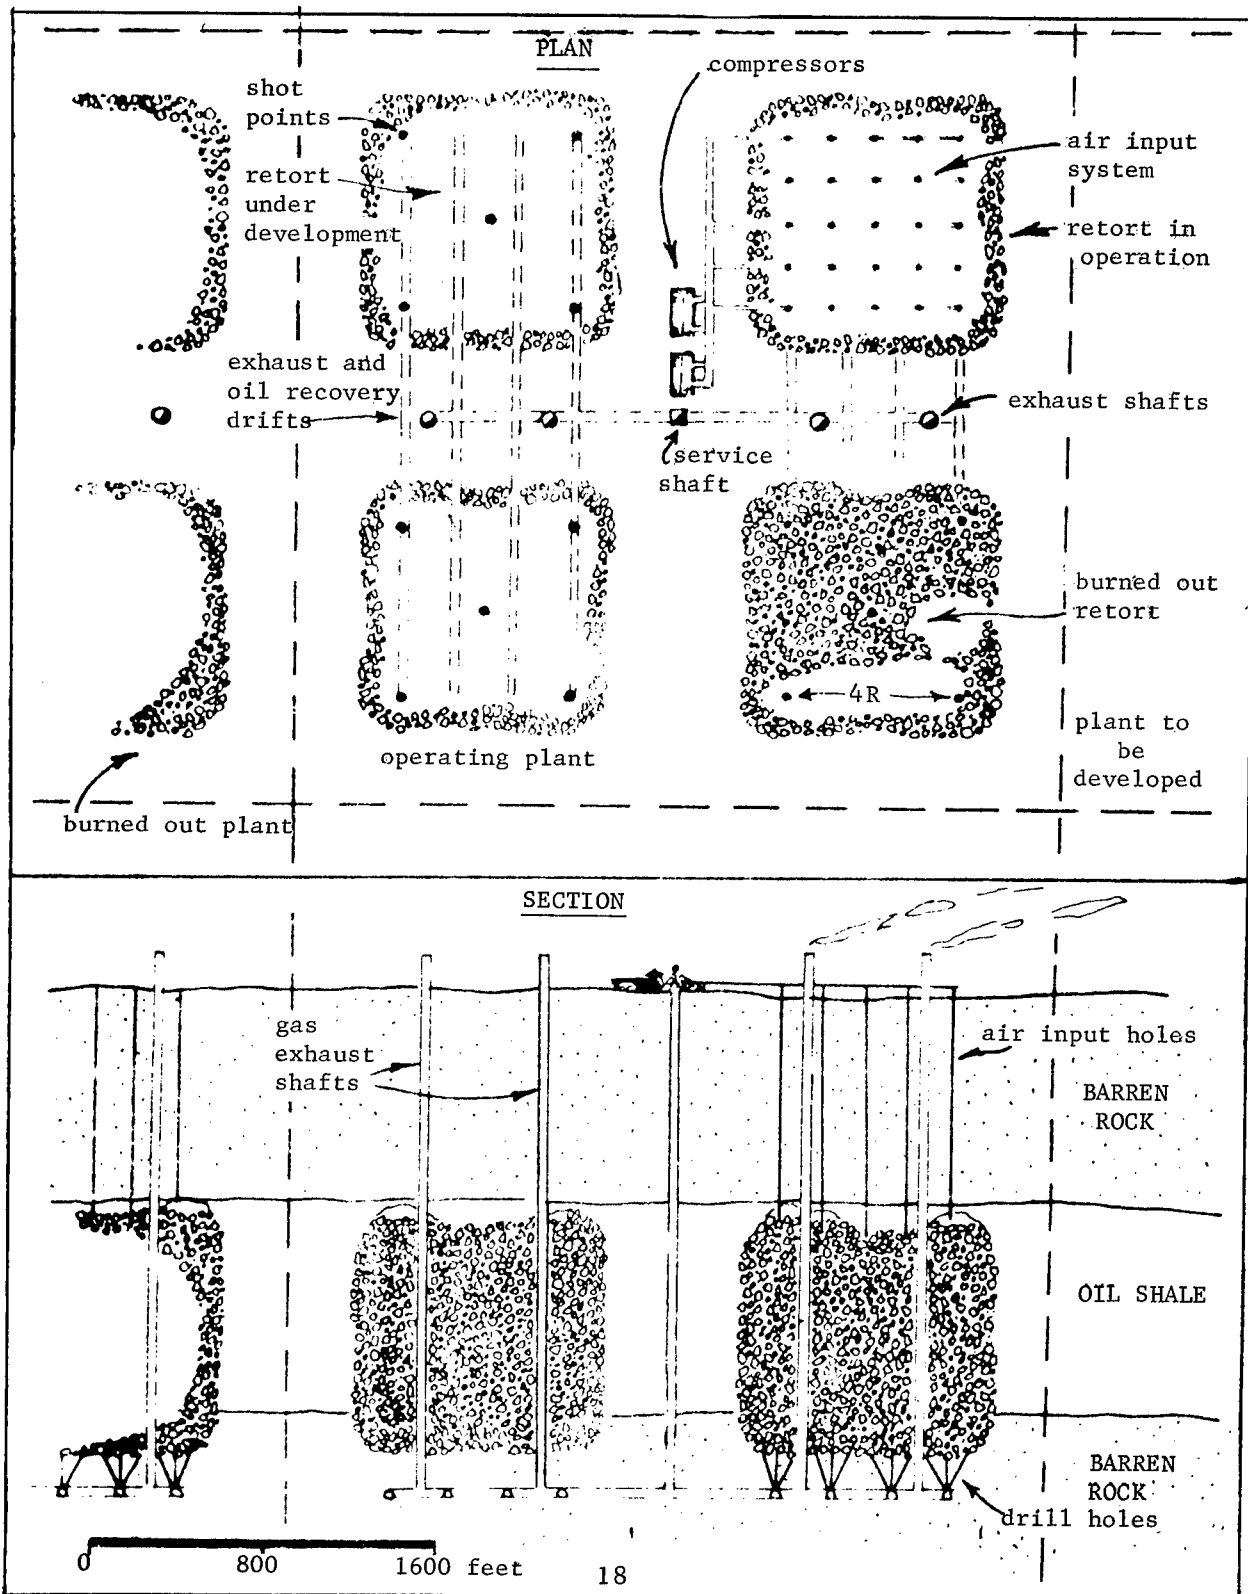 PLAN
compressors
shot
points
air input
system
retort
under
development
retort in
operation
exhaust and
oil recovery
drifts
exhaust shafts
service
shaft
burned out
retort
4R
operating plant
plant to
be
developed
burned out plant
SECTION
gas
exhaust
shafts
air input holes
BARREN
ROCK
OIL SHALE
BARREN
ROCK
drill holes
0 800 1600 feet
18